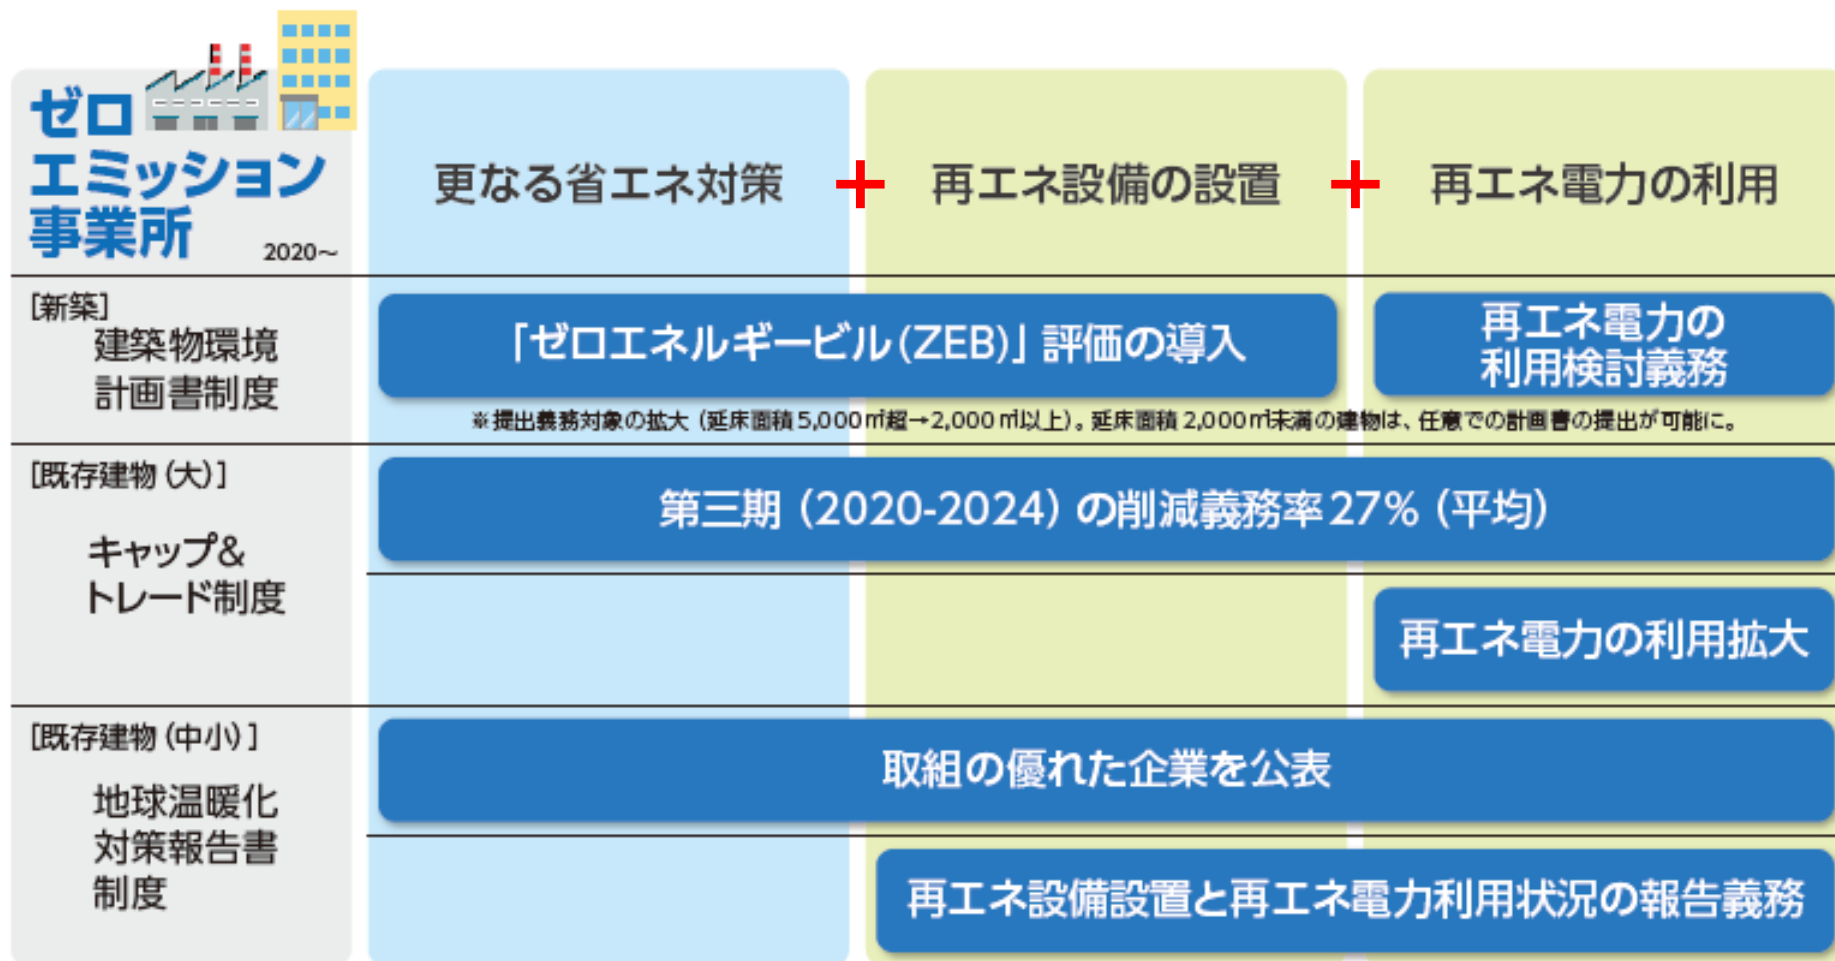 ゼロ
エミッション
事業所
2020～
更なる省エネ対策 + 再エネ設備の設置 + 再エネ電力の利用
[新築]
建築物環境
計画書制度
「ゼロエネルギービル(ZEB)」評価の導入
再エネ電力の
利用検討義務
※提出義務対象の拡大（延床面積5,000㎡超→2,000㎡以上）。延床面積2,000㎡未満の建物は、任意での計画書の提出が可能に。
[既存建物（大）]
キャップ&
トレード制度
第三期（2020-2024）の削減義務率27%（平均）
再エネ電力の利用拡大
[既存建物（中小）]
地球温暖化
対策報告書
制度
取組の優れた企業を公表
再エネ設備設置と再エネ電力利用状況の報告義務